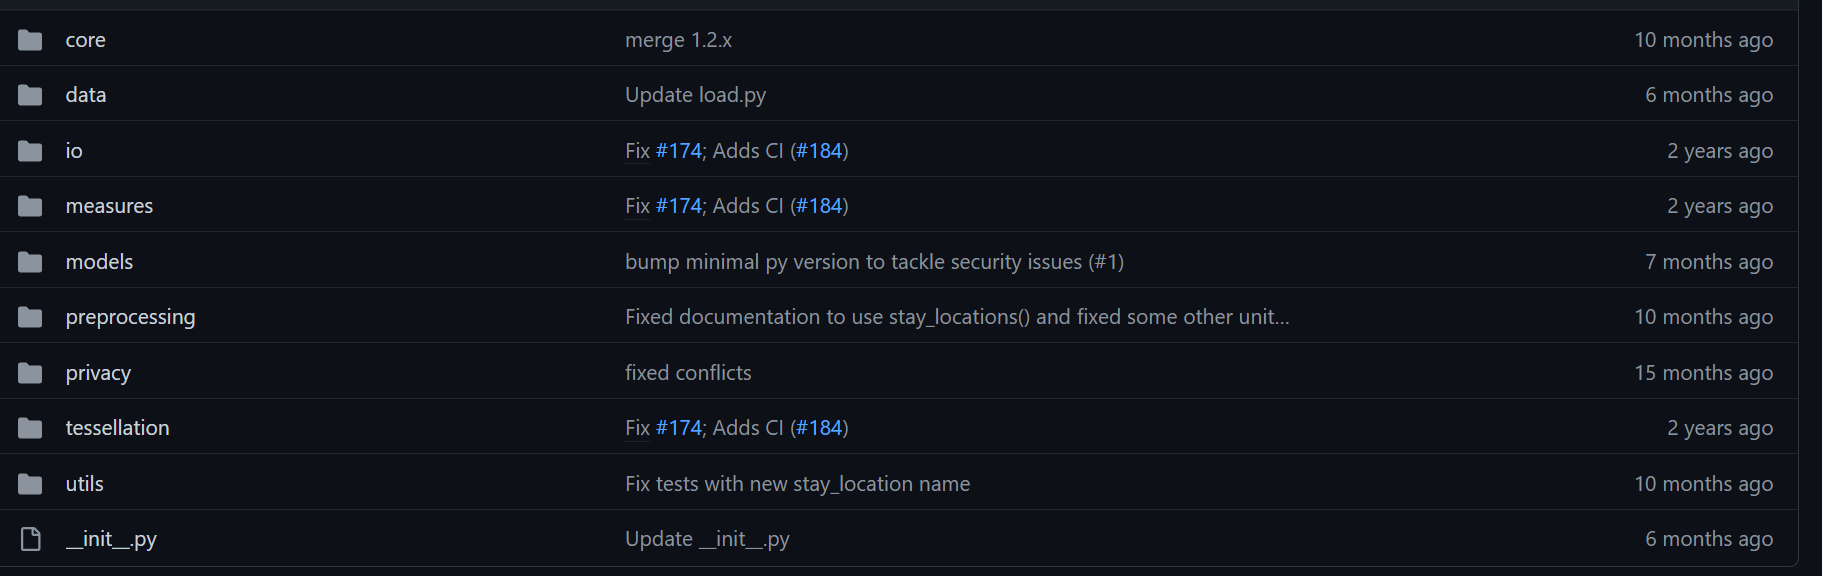 core merge 1.2.x 10 months ago
data Update load.py 6 months ago
io Fix #174; Adds CI (#184) 2 years ago
measures Fix #174; Adds CI (#184) 2 years ago
models bump minimal py version to tackle security issues (#1) 7 months ago
preprocessing Fixed documentation to use stay_locations() and fixed some other unit... 10 months ago
privacy fixed conflicts 15 months ago
tessellation Fix #174; Adds CI (#184) 2 years ago
utils Fix tests with new stay_location name 10 months ago
__init__.py Update __init__.py 6 months ago